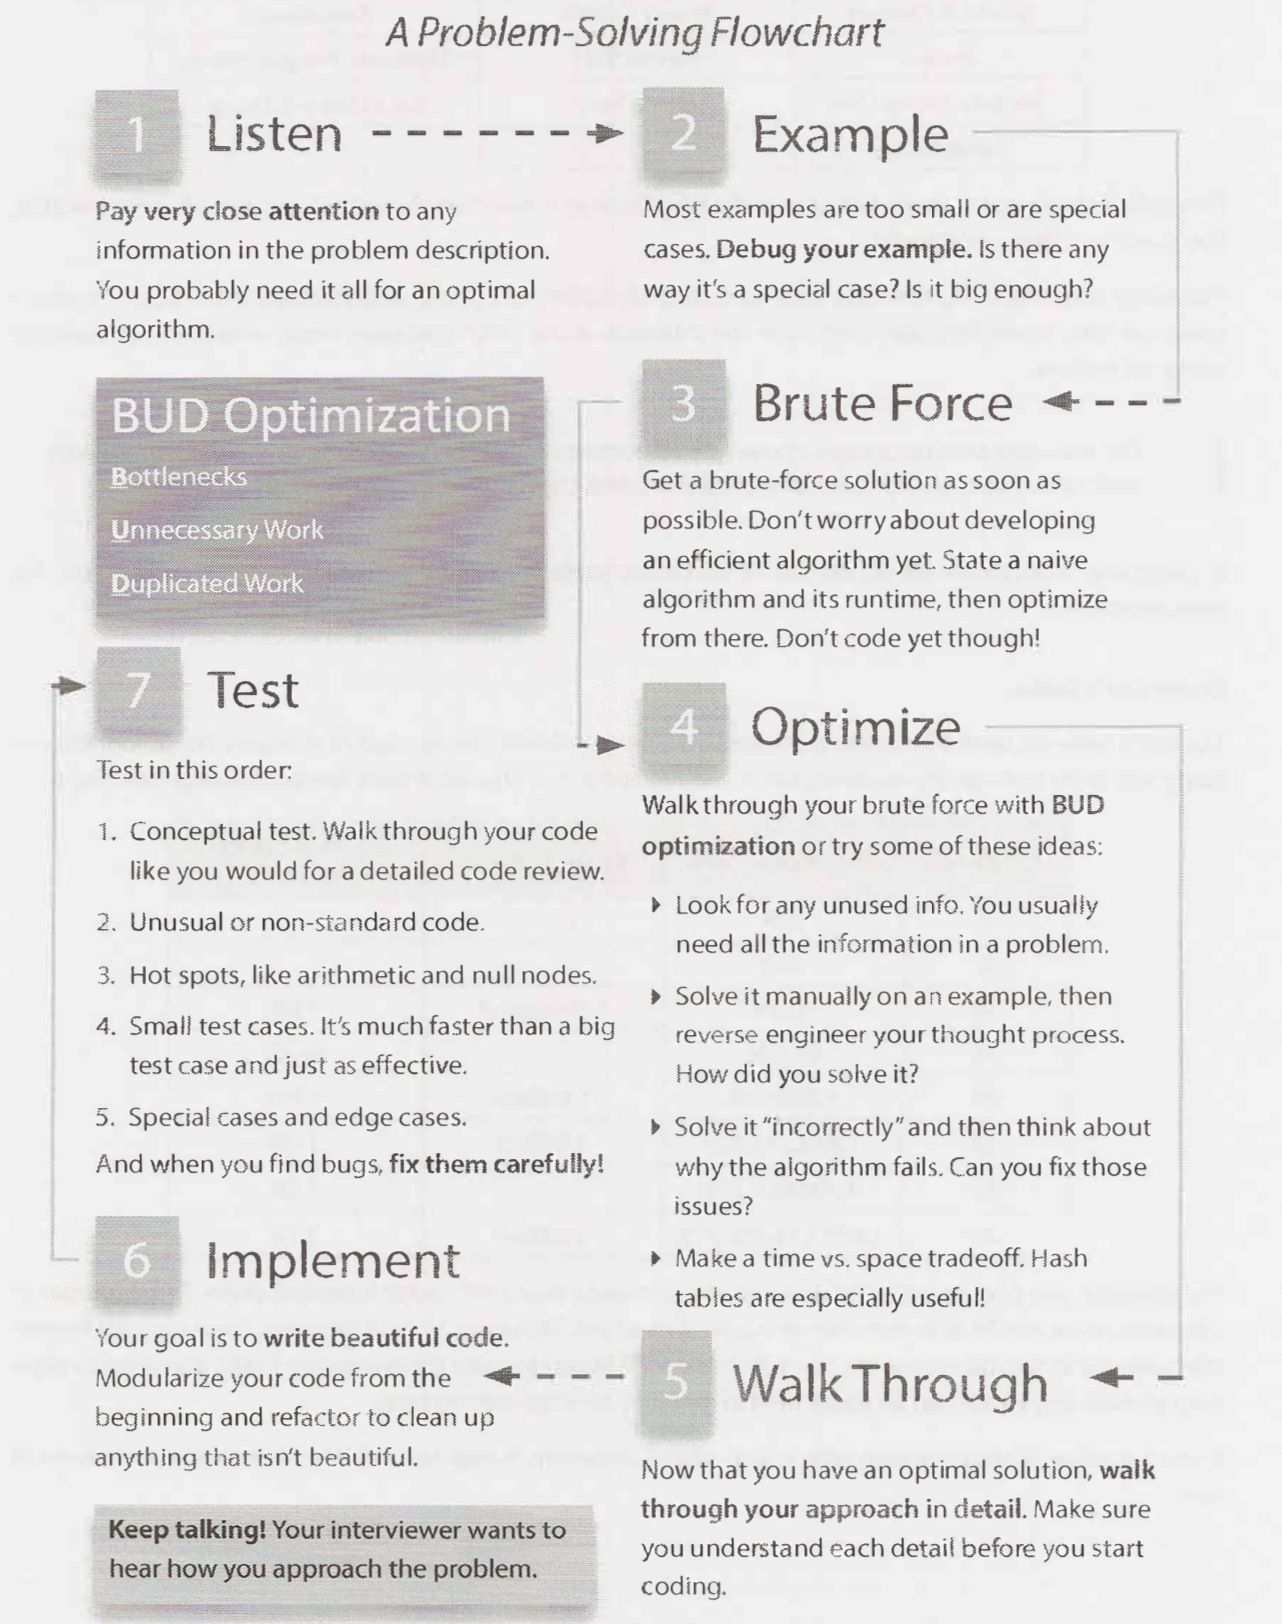 A Problem-Solving Flowchart
1 Listen
Pay very close attention to any
information in the problem description.
You probably need it all for an optimal
algorithm.
2 Example
Most examples are too small or are special
cases. Debug your example. Is there any
way it's a special case? Is it big enough?
BUD Optimization
Bottlenecks
Unnecessary Work
Duplicated Work
3 Brute Force
Get a brute-force solution as soon as
possible. Don't worry about developing
an efficient algorithm yet. State a naive
algorithm and its runtime, then optimize
from there. Don't code yet though!
4 Optimize
Walk through your brute force with BUD
optimization or try some of these ideas:
Look for any unused info. You usually
need all the information in a problem.
Solve it manually on an example, then
reverse engineer your thought process.
How did you solve it?
Solve it "incorrectly" and then think about
why the algorithm fails. Can you fix those
issues?
Make a time vs. space tradeoff. Hash
tables are especially useful!
5 Walk Through
Now that you have an optimal solution, walk
through your approach in detail. Make sure
you understand each detail before you start
coding.
6 Implement
Your goal is to write beautiful code.
Modularize your code from the
beginning and refactor to clean up
anything that isn't beautiful.
7 Test
Test in this order:
1. Conceptual test. Walk through your code
like you would for a detailed code review.
2. Unusual or non-standard code.
3. Hot spots, like arithmetic and null nodes.
4. Small test cases. It's much faster than a big
test case and just as effective.
5. Special cases and edge cases.
And when you find bugs, fix them carefully!
Keep talking! Your interviewer wants to
hear how you approach the problem.